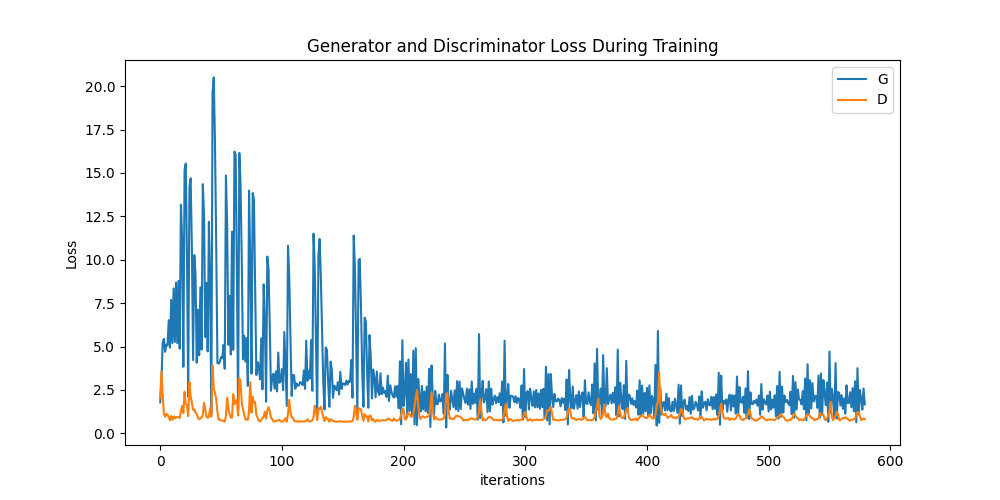 Generator and Discriminator Loss During Training
G
D
20.0
17.5
15.0
12.5
10.0
7.5
5.0
2.5
0.0
Loss
0 100 200 300 400 500 600
iterations